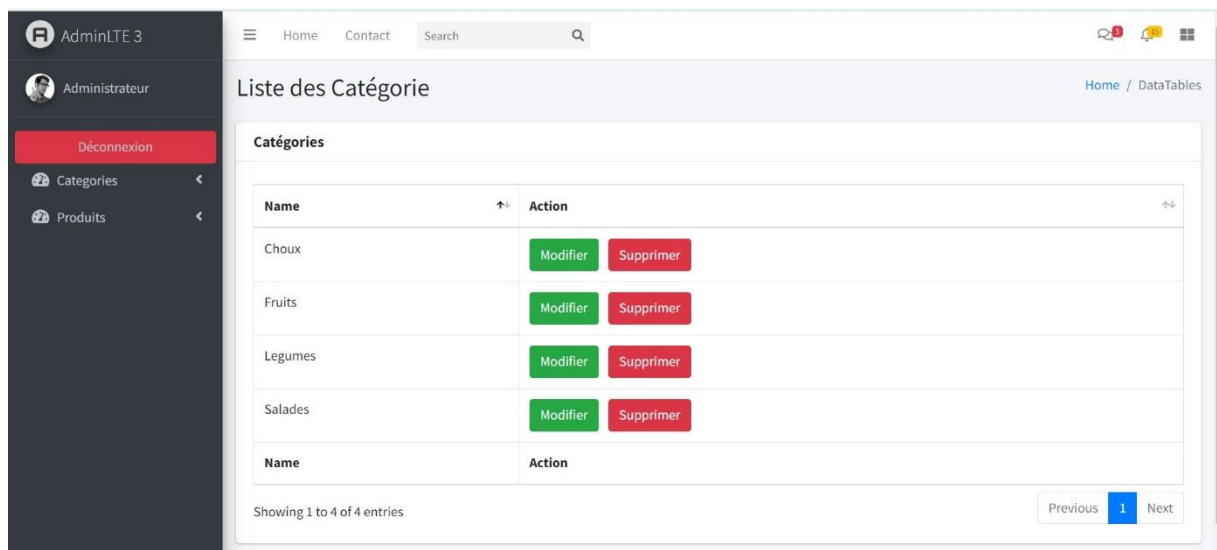 AdminLTE 3
Home Contact Search
3
15
Administrateur
Liste des Catégorie
Home / DataTables
Déconnexion
Categories
Produits
Catégories
Name Action
Choux Modifier Supprimer
Fruits Modifier Supprimer
Legumes Modifier Supprimer
Salades Modifier Supprimer
Name Action
Showing 1 to 4 of 4 entries
Previous 1 Next